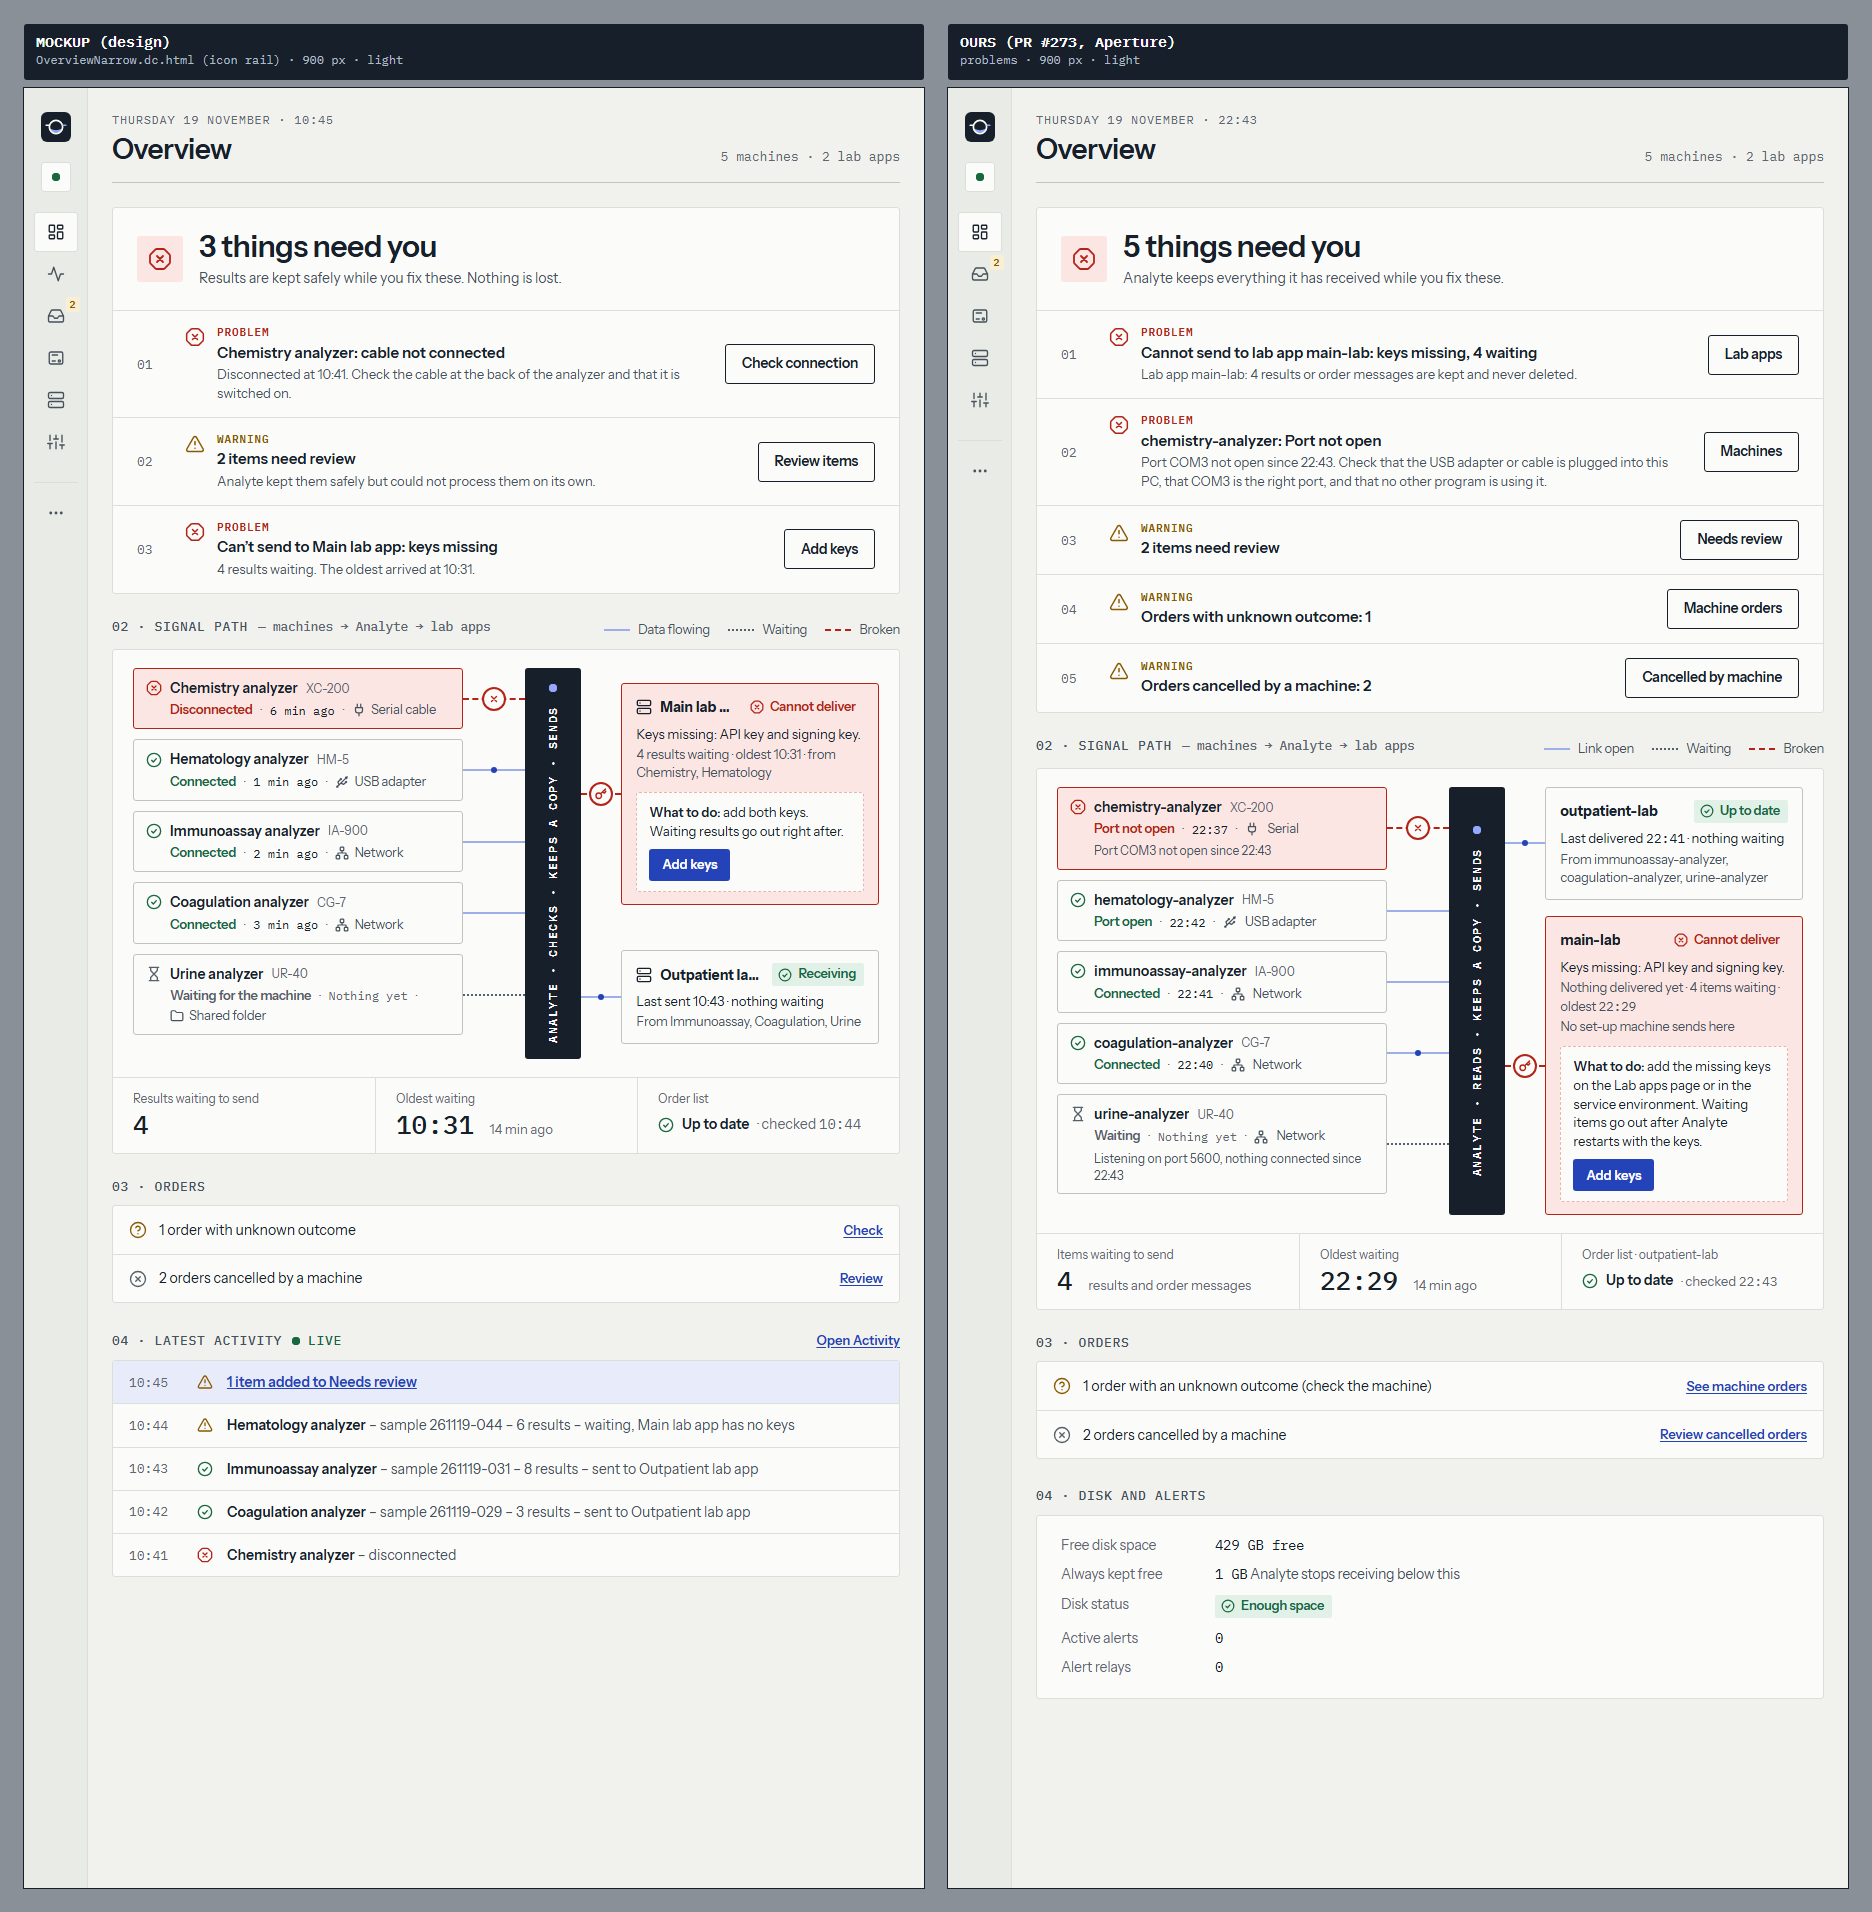 MOCKUP (design)
OverviewNarrow.dc.html (icon rail) · 900 px · light
THURSDAY 19 NOVEMBER · 10:45
Overview
5 machines · 2 lab apps
2
3 things need you
Results are kept safely while you fix these. Nothing is lost.
01
PROBLEM
Chemistry analyzer: cable not connected
Disconnected at 10:41. Check the cable at the back of the analyzer and that it is
switched on.
Check connection
02
WARNING
2 items need review
Analyte kept them safely but could not process them on its own.
Review items
03
PROBLEM
Can’t send to Main lab app: keys missing
4 results waiting. The oldest arrived at 10:31.
Add keys
02 · SIGNAL PATH — machines → Analyte → lab apps
Data flowing
Waiting
Broken
Chemistry analyzer XC-200
Disconnected · 6 min ago · Serial cable
Hematology analyzer HM-5
Connected · 1 min ago · USB adapter
Immunoassay analyzer IA-900
Connected · 2 min ago · Network
Coagulation analyzer CG-7
Connected · 3 min ago · Network
Urine analyzer UR-40
Waiting for the machine · Nothing yet ·
Shared folder
ANALYTE · CHECKS · KEEPS A COPY · SENDS
Main lab ...
Cannot deliver
Keys missing: API key and signing key.
4 results waiting · oldest 10:31 · from
Chemistry, Hematology
What to do: add both keys.
Waiting results go out right after.
Add keys
Outpatient la...
Receiving
Last sent 10:43 · nothing waiting
From Immunoassay, Coagulation, Urine
Results waiting to send
4
Oldest waiting
10:31 14 min ago
Order list
Up to date · checked 10:44
03 · ORDERS
1 order with unknown outcome
Check
2 orders cancelled by a machine
Review
04 · LATEST ACTIVITY
LIVE
Open Activity
10:45 1 item added to Needs review
10:44 Hematology analyzer – sample 261119-044 – 6 results – waiting, Main lab app has no keys
10:43 Immunoassay analyzer – sample 261119-031 – 8 results – sent to Outpatient lab app
10:42 Coagulation analyzer – sample 261119-029 – 3 results – sent to Outpatient lab app
10:41 Chemistry analyzer – disconnected
OURS (PR #273, Aperture)
problems · 900 px · light
THURSDAY 19 NOVEMBER · 22:43
Overview
5 machines · 2 lab apps
2
5 things need you
Analyte keeps everything it has received while you fix these.
01
PROBLEM
Cannot send to lab app main-lab: keys missing, 4 waiting
Lab app main-lab: 4 results or order messages are kept and never deleted.
Lab apps
02
PROBLEM
chemistry-analyzer: Port not open
Port COM3 not open since 22:43. Check that the USB adapter or cable is plugged into this
PC, that COM3 is the right port, and that no other program is using it.
Machines
03
WARNING
2 items need review
Needs review
04
WARNING
Orders with unknown outcome: 1
Machine orders
05
WARNING
Orders cancelled by a machine: 2
Cancelled by machine
02 · SIGNAL PATH — machines → Analyte → lab apps
Link open
Waiting
Broken
chemistry-analyzer XC-200
Port not open · 22:37 · Serial
Port COM3 not open since 22:43
hematology-analyzer HM-5
Port open · 22:42 · USB adapter
immunoassay-analyzer IA-900
Connected · 22:41 · Network
coagulation-analyzer CG-7
Connected · 22:40 · Network
urine-analyzer UR-40
Waiting · Nothing yet · Network
Listening on port 5600, nothing connected since
22:43
ANALYTE · READS · KEEPS A COPY · SENDS
outpatient-lab
Up to date
Last delivered 22:41 · nothing waiting
From immunoassay-analyzer,
coagulation-analyzer, urine-analyzer
main-lab
Cannot deliver
Keys missing: API key and signing key.
Nothing delivered yet · 4 items waiting ·
oldest 22:29
No set-up machine sends here
What to do: add the missing keys
on the Lab apps page or in the
service environment. Waiting
items go out after Analyte
restarts with the keys.
Add keys
Items waiting to send
4 results and order messages
Oldest waiting
22:29 14 min ago
Order list · outpatient-lab
Up to date · checked 22:43
03 · ORDERS
1 order with an unknown outcome (check the machine)
See machine orders
2 orders cancelled by a machine
Review cancelled orders
04 · DISK AND ALERTS
Free disk space 429 GB free
Always kept free 1 GB Analyte stops receiving below this
Disk status Enough space
Active alerts 0
Alert relays 0